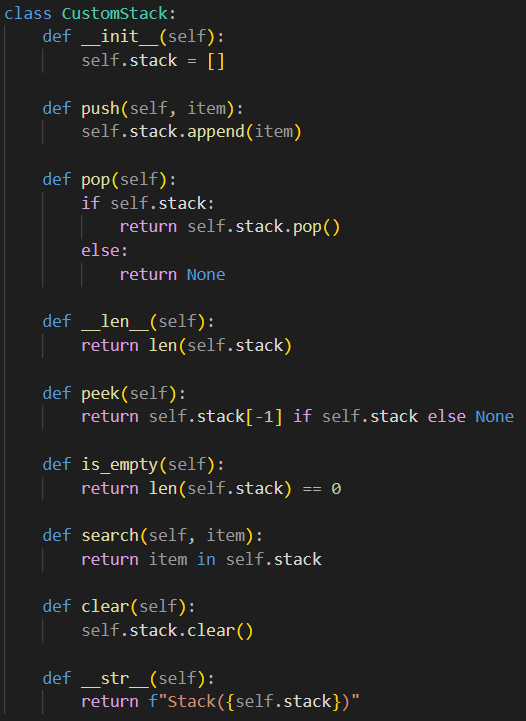 class CustomStack:
    def __init__(self):
        self.stack = []

    def push(self, item):
        self.stack.append(item)

    def pop(self):
        if self.stack:
            return self.stack.pop()
        else:
            return None

    def __len__(self):
        return len(self.stack)

    def peek(self):
        return self.stack[-1] if self.stack else None

    def is_empty(self):
        return len(self.stack) == 0

    def search(self, item):
        return item in self.stack

    def clear(self):
        self.stack.clear()

    def __str__(self):
        return f"Stack({self.stack})"